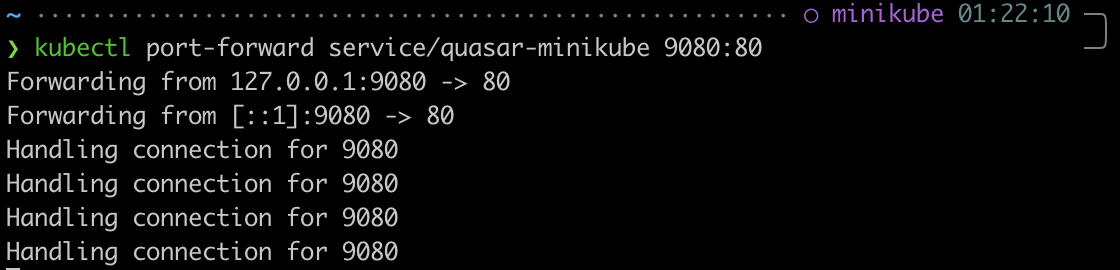 ~ ······················································ ○ minikube 01:22:10
❯ kubectl port-forward service/quasar-minikube 9080:80
Forwarding from 127.0.0.1:9080 -> 80
Forwarding from [::1]:9080 -> 80
Handling connection for 9080
Handling connection for 9080
Handling connection for 9080
Handling connection for 9080